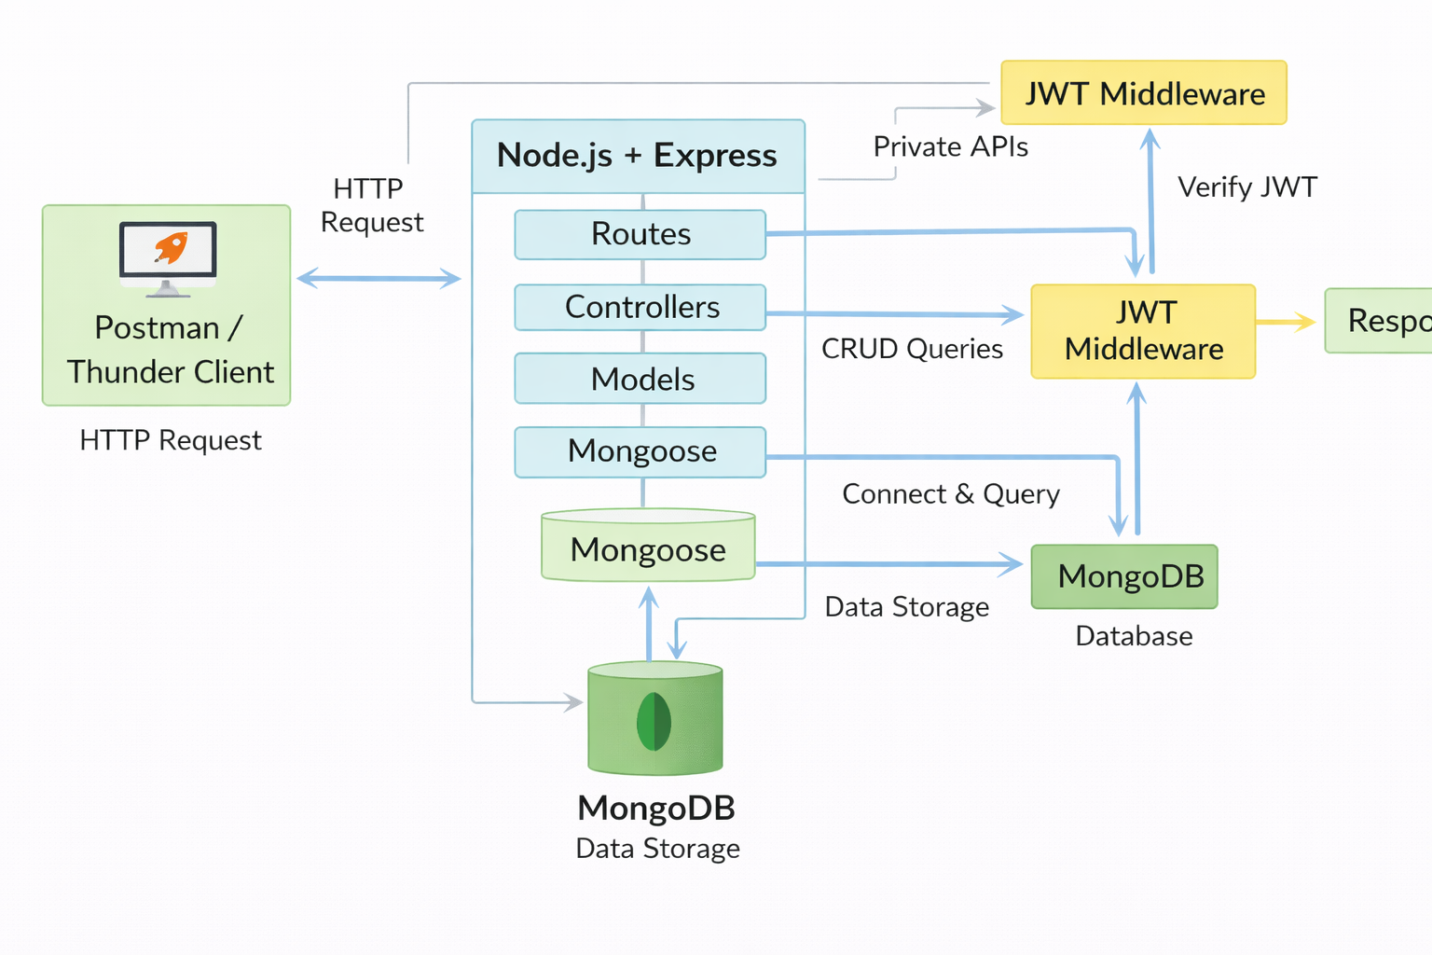 JWT Middleware
Node.js + Express
Private APIs
HTTP
Request
Verify JWT
Routes
Postman /
Thunder Client
HTTP Request
Controllers
CRUD Queries
JWT
Middleware
Respo
Models
Mongoose
Connect & Query
Mongoose
MongoDB
Data Storage
Database
MongoDB
Data Storage